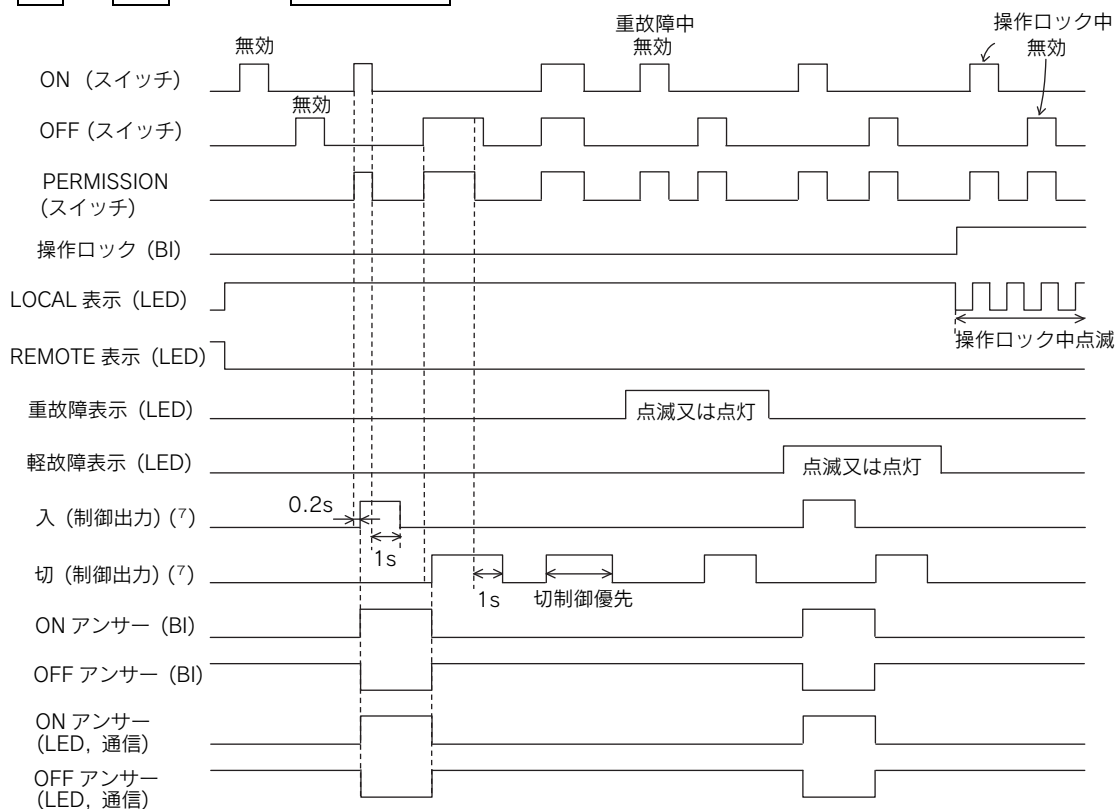 重故障中
無効
操作ロック中
無効
無効
ON (スイッチ)
無効
OFF (スイッチ)
PERMISSION
(スイッチ)
操作ロック (BI)
LOCAL 表示 (LED)
操作ロック中点滅
REMOTE 表示 (LED)
重故障表示 (LED)
点滅又は点灯
軽故障表示 (LED)
点滅又は点灯
0.2s
入 (制御出力) (7)
1s
切 (制御出力) (7)
1s
切制御優先
ON アンサー (BI)
OFF アンサー (BI)
ON アンサー
(LED, 通信)
OFF アンサー
(LED, 通信)